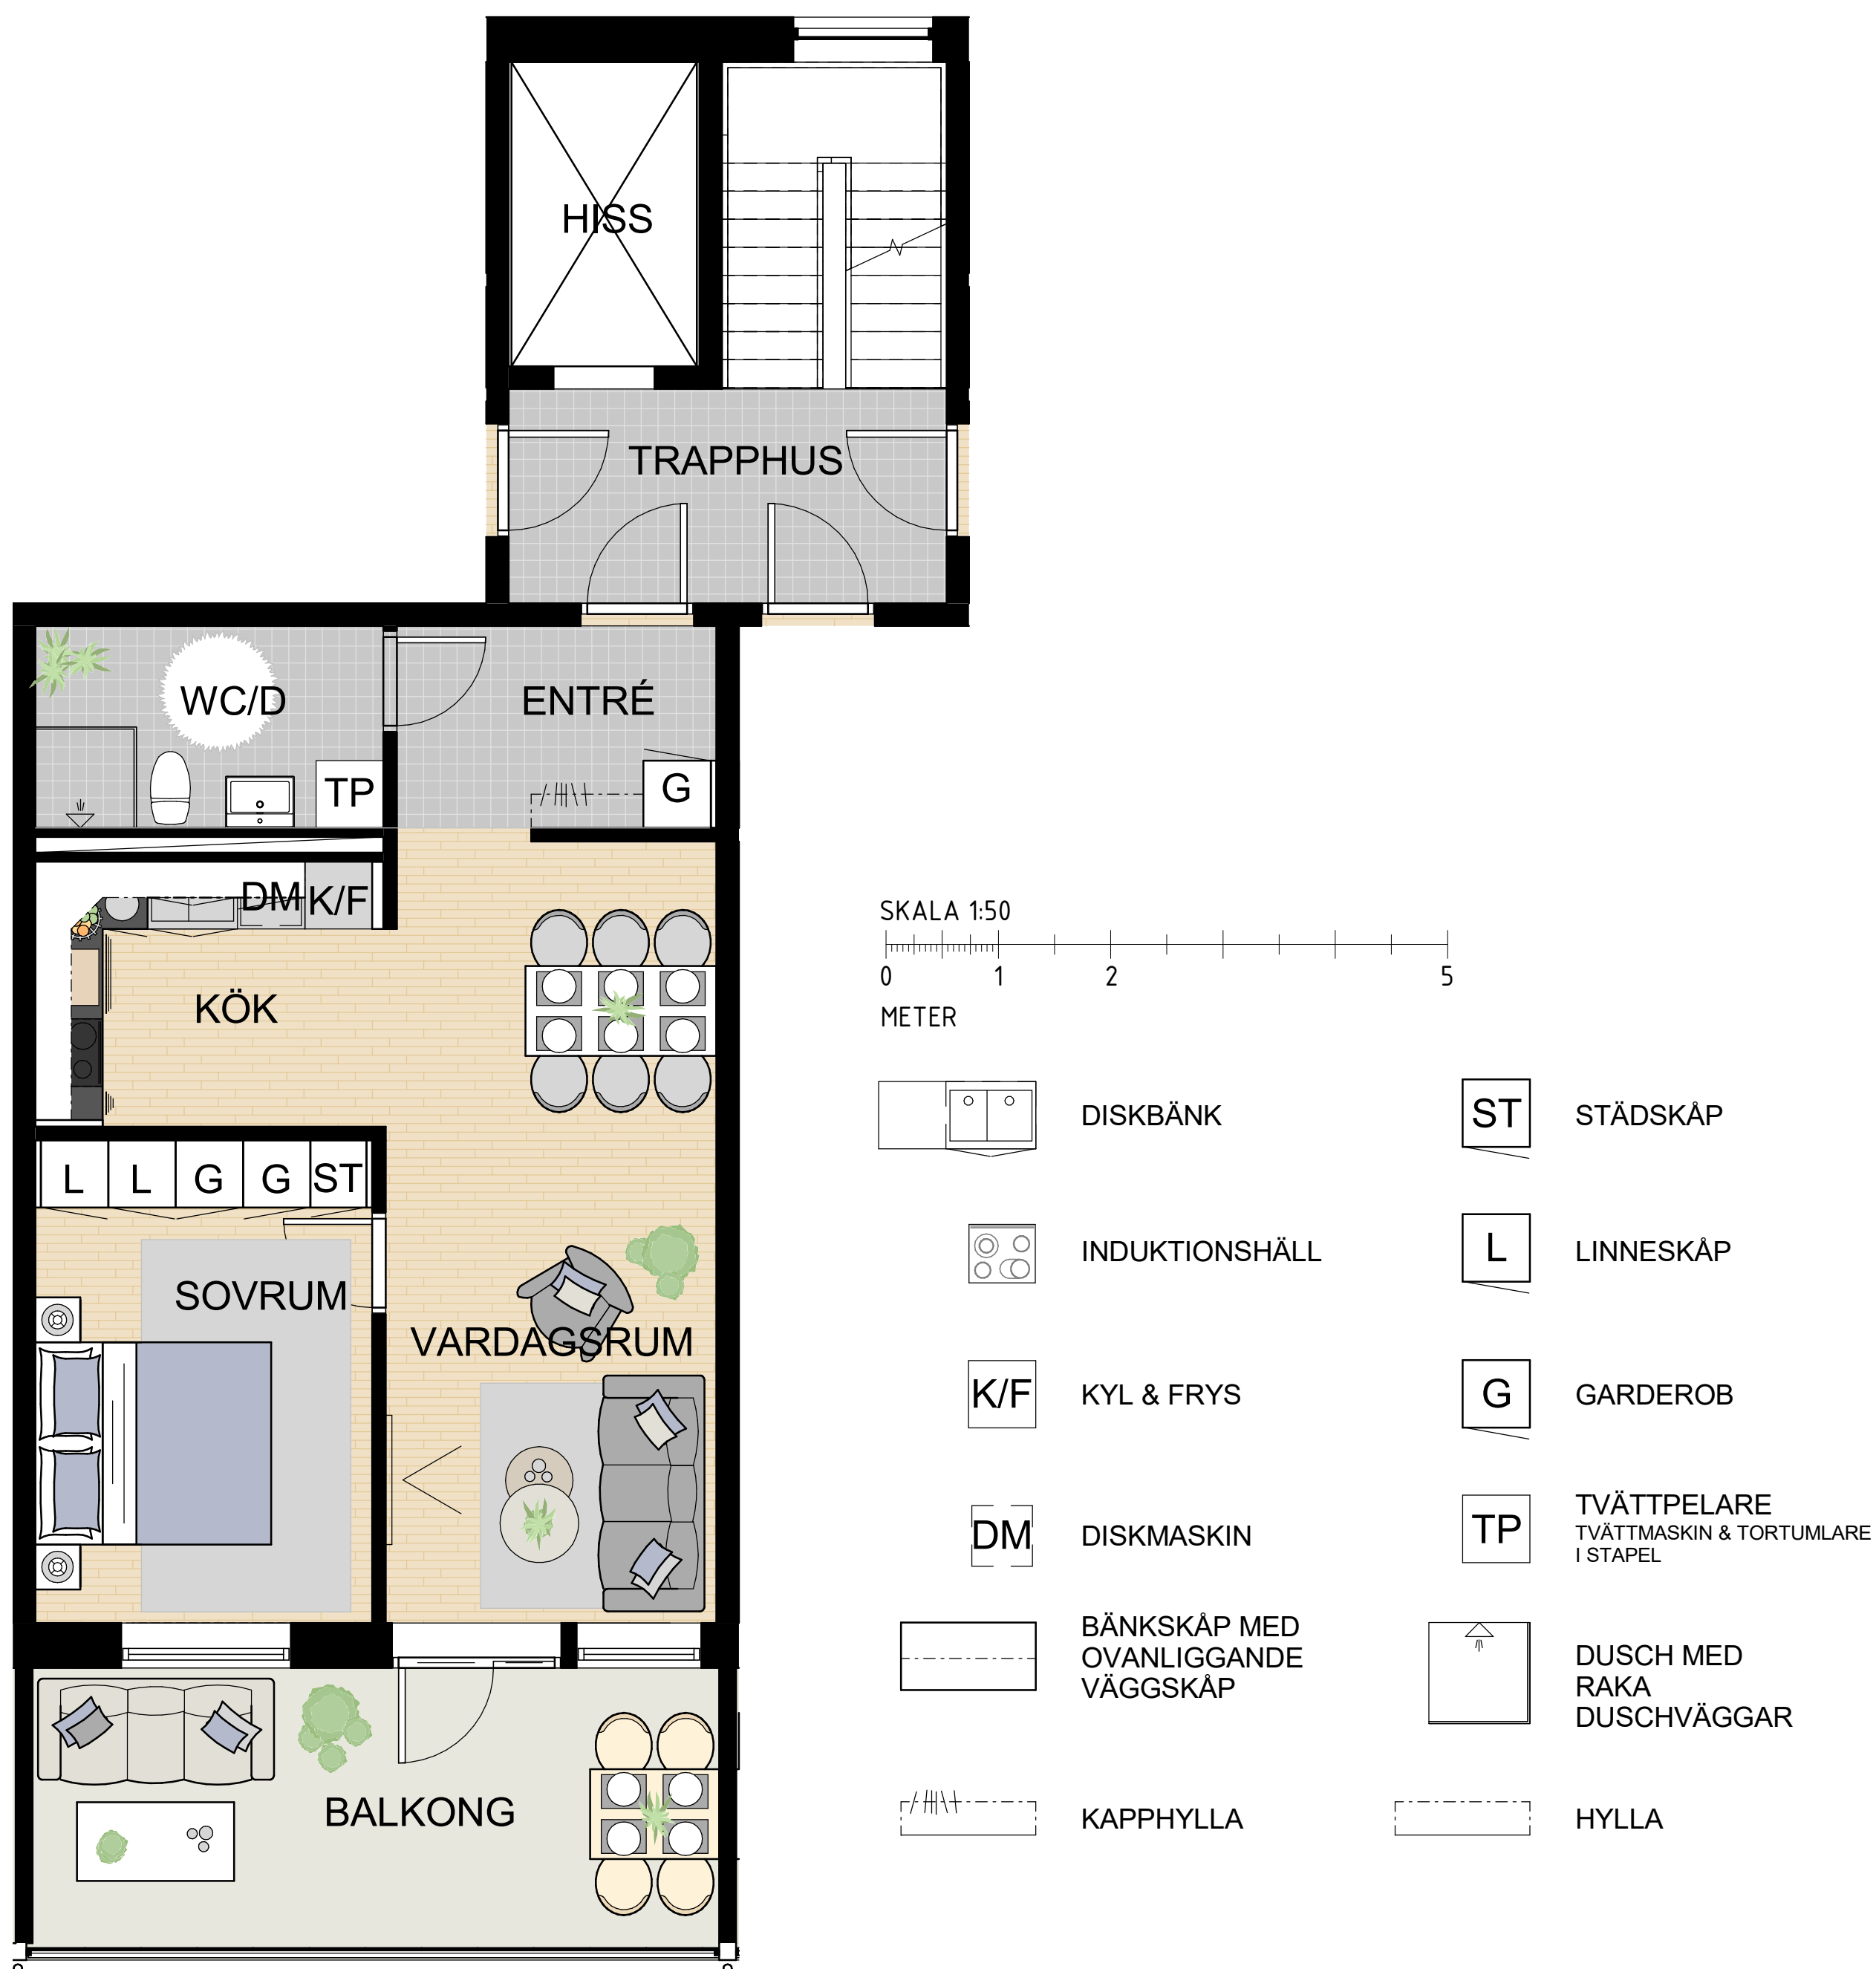 HISS
TRAPPHUS
WC/D
ENTRÉ
TP
G
DM
K/F
KÖK
L
L
G
G
ST
SOVRUM
VARDAGSRUM
BALKONG
SKALA 1:50
0 1 2 5
METER
DISKBÄNK
ST
STÄDSKÅP
INDUKTIONSHÄLL
L
LINNESKÅP
K/F
KYL & FRYS
G
GARDEROB
DM
DISKMASKIN
TP
TVÄTTPELARE
TVÄTTMASKIN & TORTUMLARE
I STAPEL
BÄNKSKÅP MED
OVANLIGGANDE
VÄGGSKÅP
DUSCH MED
RAKA
DUSCHVÄGGAR
KAPPHYLLA
HYLLA